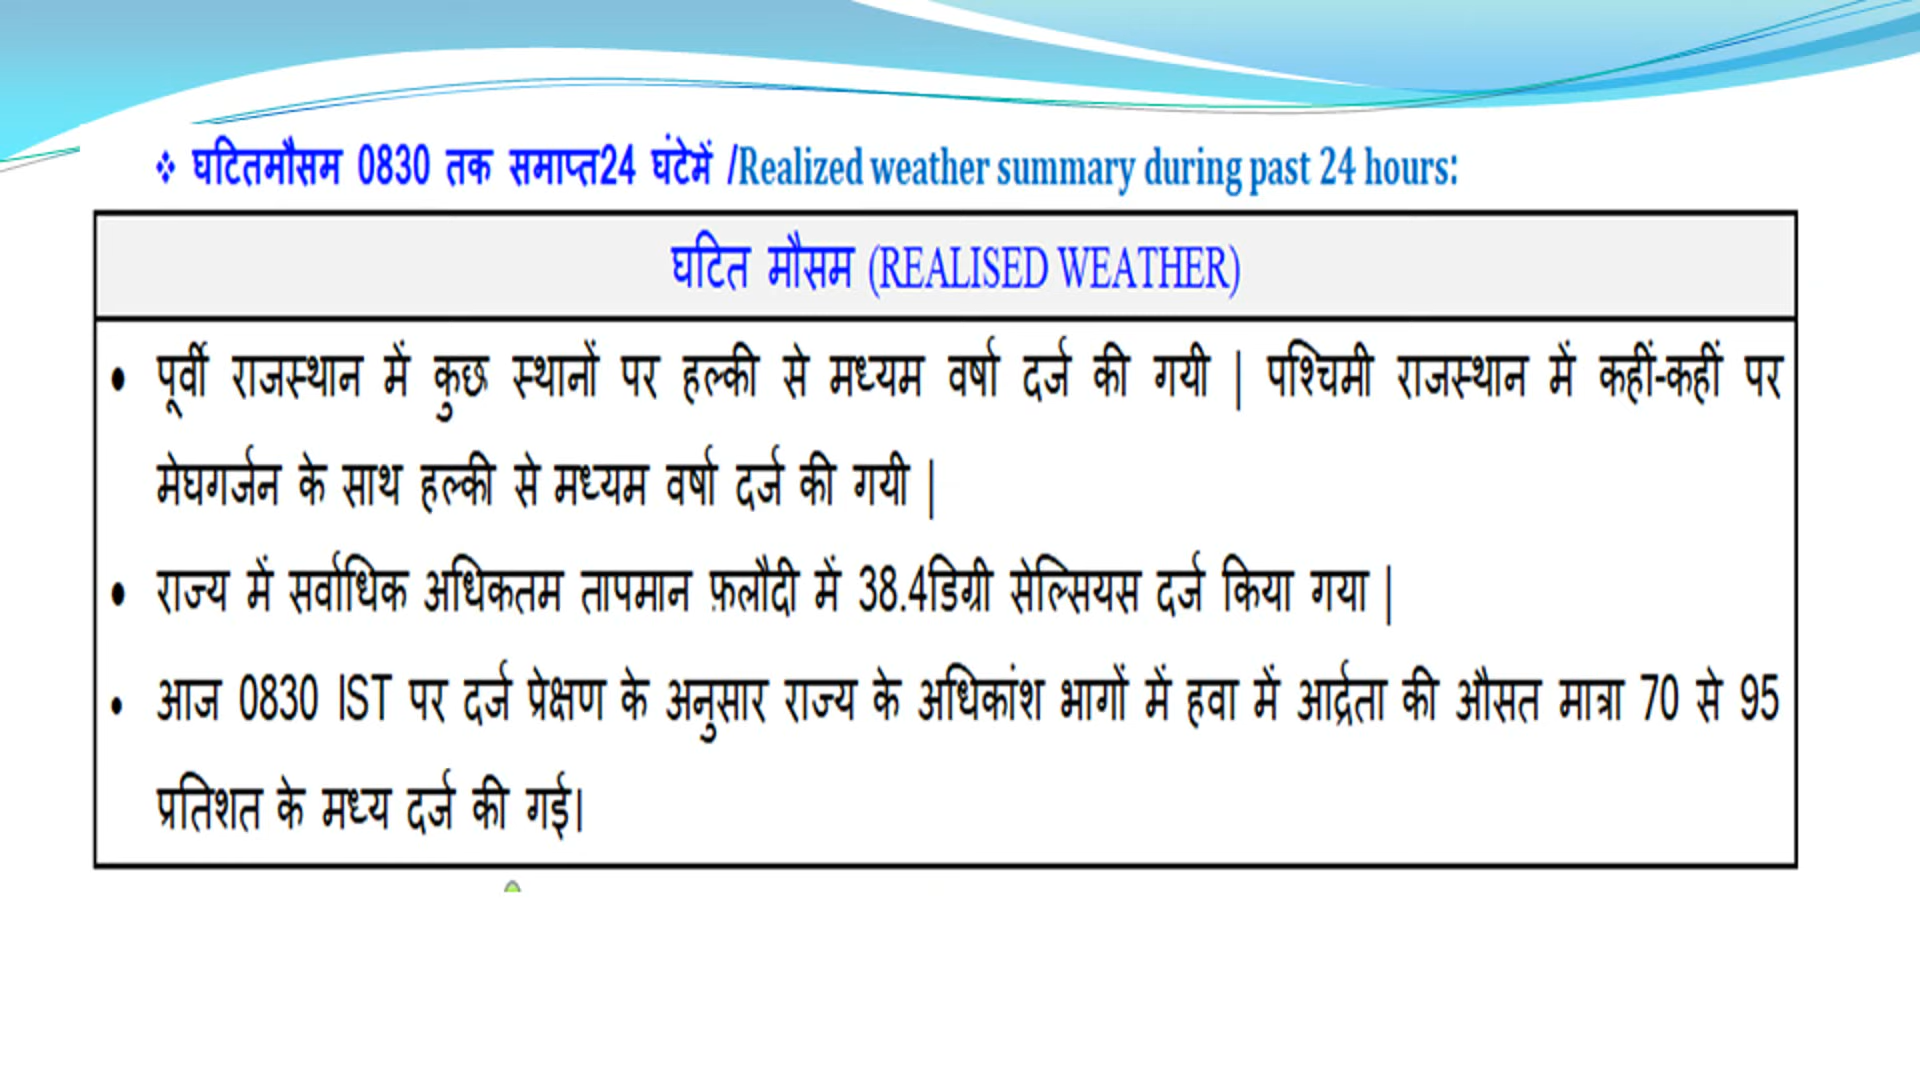 ❖ घटितमौसम 0830 तक समाप्त24 घंटेमें /Realized weather summary during past 24 hours:
घटित मौसम (REALISED WEATHER)
• पूर्वी राजस्थान में कुछ स्थानों पर हल्की से मध्यम वर्षा दर्ज की गयी | पश्चिमी राजस्थान में कहीं-कहीं पर
मेघगर्जन के साथ हल्की से मध्यम वर्षा दर्ज की गयी |
• राज्य में सर्वाधिक अधिकतम तापमान फ़लौदी में 38.4डिग्री सेल्सियस दर्ज किया गया |
• आज 0830 IST पर दर्ज प्रेक्षण के अनुसार राज्य के अधिकांश भागों में हवा में आर्द्रता की औसत मात्रा 70 से 95
प्रतिशत के मध्य दर्ज की गई।